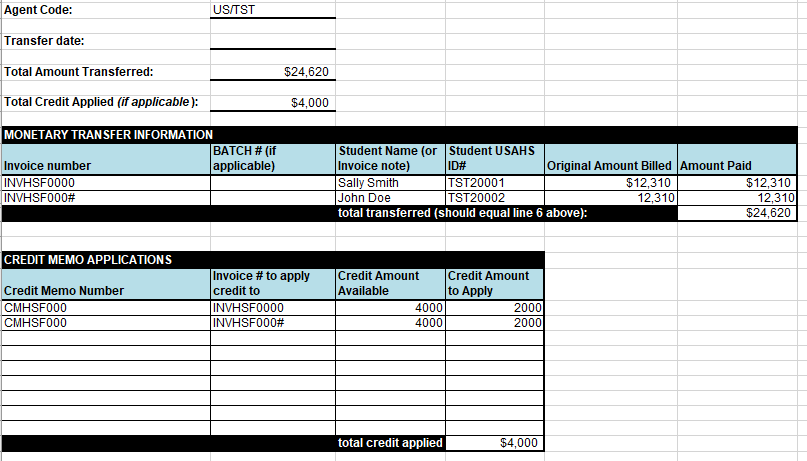 Agent Code: US/TST
Transfer date:
Total Amount Transferred: $24,620
Total Credit Applied (if applicable): $4,000
MONETARY TRANSFER INFORMATION
Invoice number BATCH # (if applicable) Student Name (or Invoice note) Student USAHS ID# Original Amount Billed Amount Paid
INVHSF0000 Sally Smith TST20001 $12,310 $12,310
INVHSF000# John Doe TST20002 12,310 12,310
total transferred (should equal line 6 above): $24,620
CREDIT MEMO APPLICATIONS
Credit Memo Number Invoice # to apply credit to Credit Amount Available Credit Amount to Apply
CMHSF000 INVHSF0000 4000 2000
CMHSF000 INVHSF000# 4000 2000
total credit applied $4,000